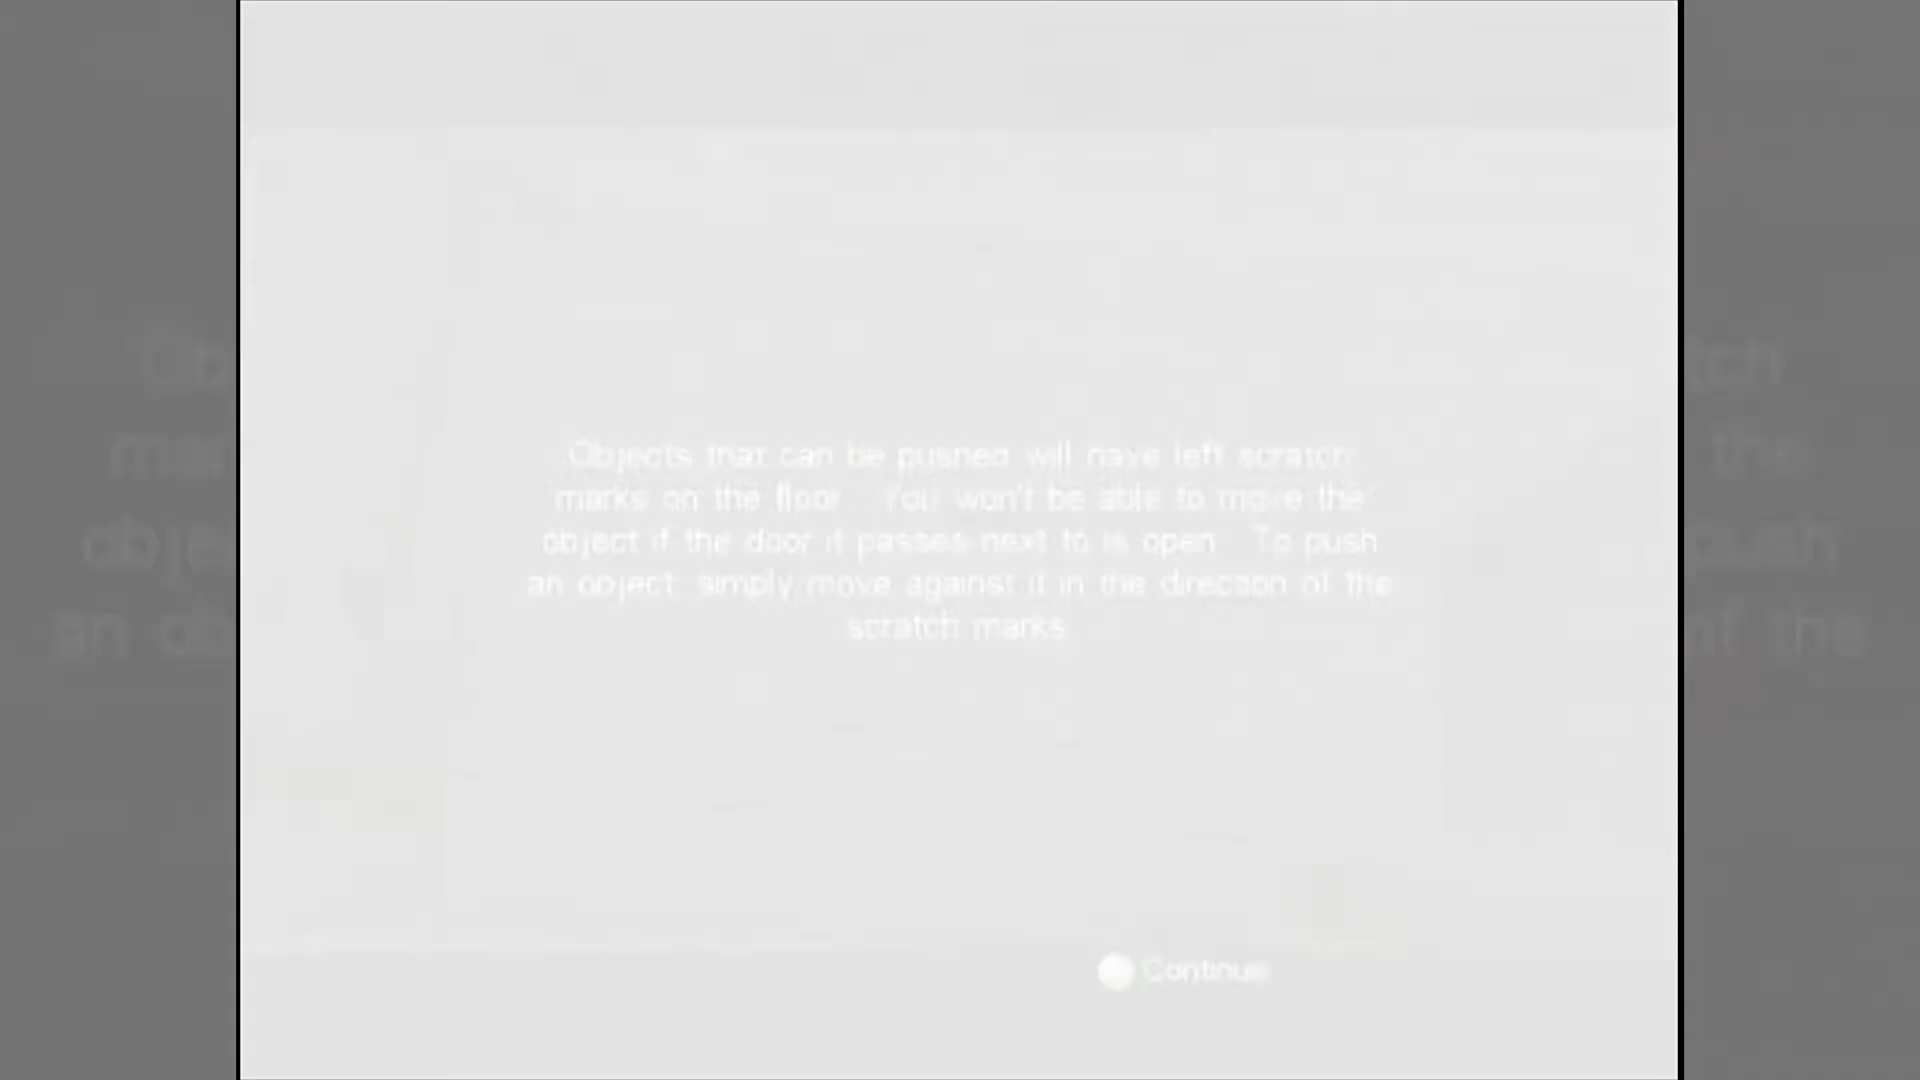 Objects that can be pushed will have left scratch
marks on the floor. You won't be able to move the
object if the door it passes next to is open. To push
an object, simply move against it in the direction of the
scratch marks.
Continue